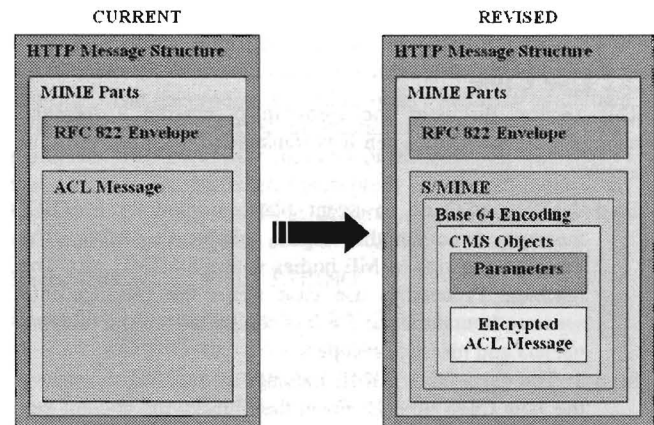 CURRENT
HTTP Message Structure
MIME Parts
RFC 822 Envelope
ACL Message
REVISED
HTTP Message Structure
MIME Parts
RFC 822 Envelope
S/MIME
Base 64 Encoding
CMS Objects
Parameters
Encrypted
ACL Message